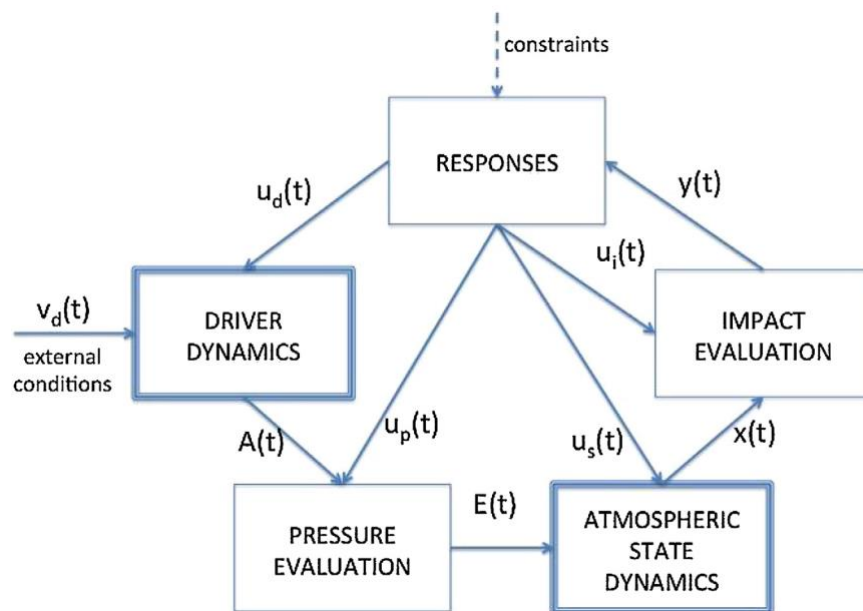 constraints
RESPONSES
u_d(t)
y(t)
u_i(t)
v_d(t)
external
conditions
DRIVER
DYNAMICS
IMPACT
EVALUATION
A(t)
u_p(t)
u_s(t)
x(t)
E(t)
PRESSURE
EVALUATION
ATMOSPHERIC
STATE
DYNAMICS